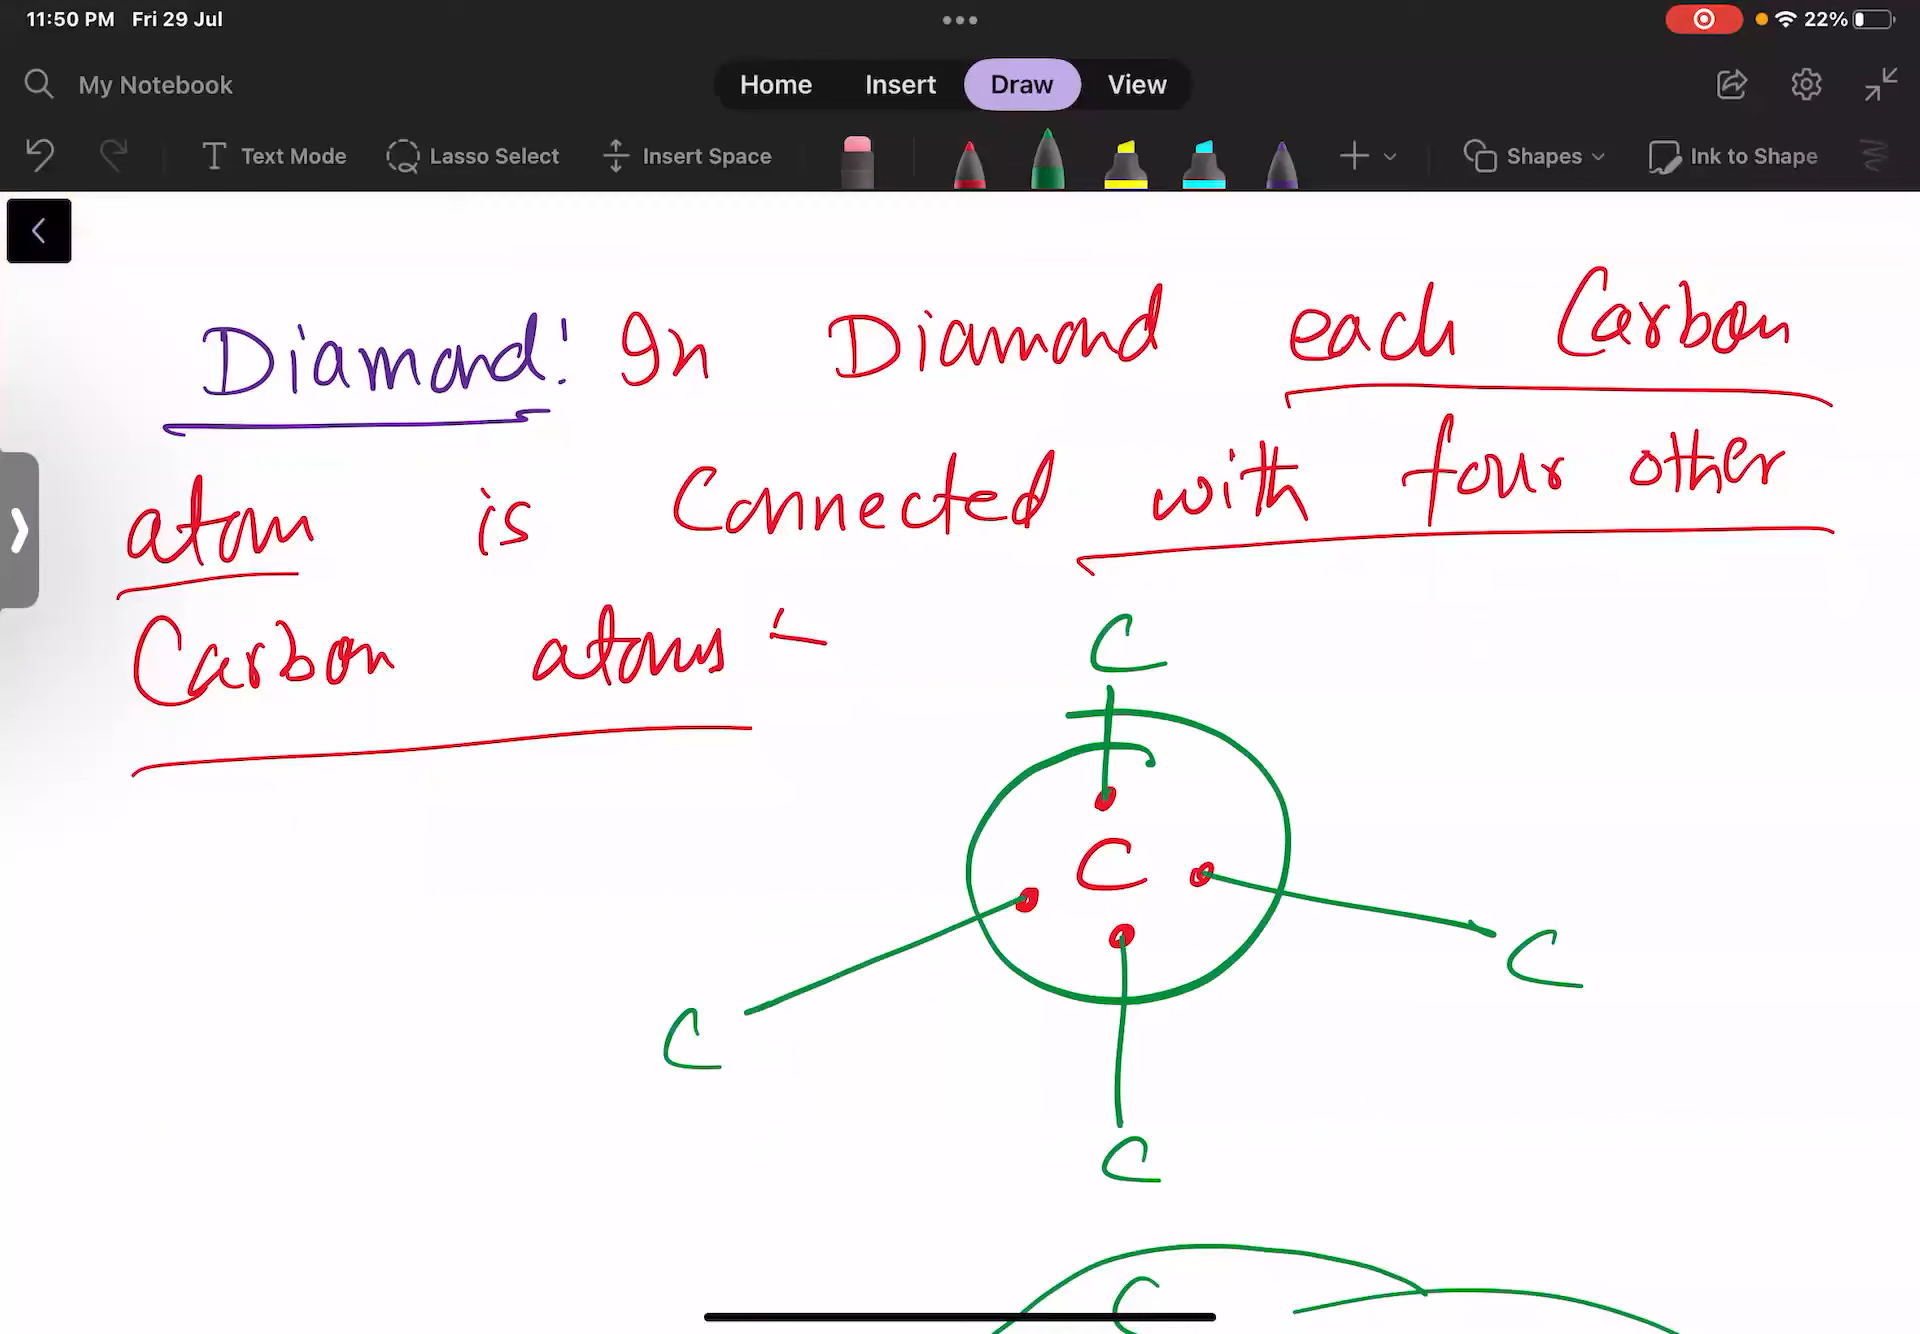 11:50 PM Fri 29 Jul 22%
My Notebook Home Insert Draw View
Text Mode Lasso Select Insert Space Shapes Ink to Shape
Diamond: In Diamond each Carbon
atom is Connected with four other
Carbon atoms :-
C
C
C
C
C
C